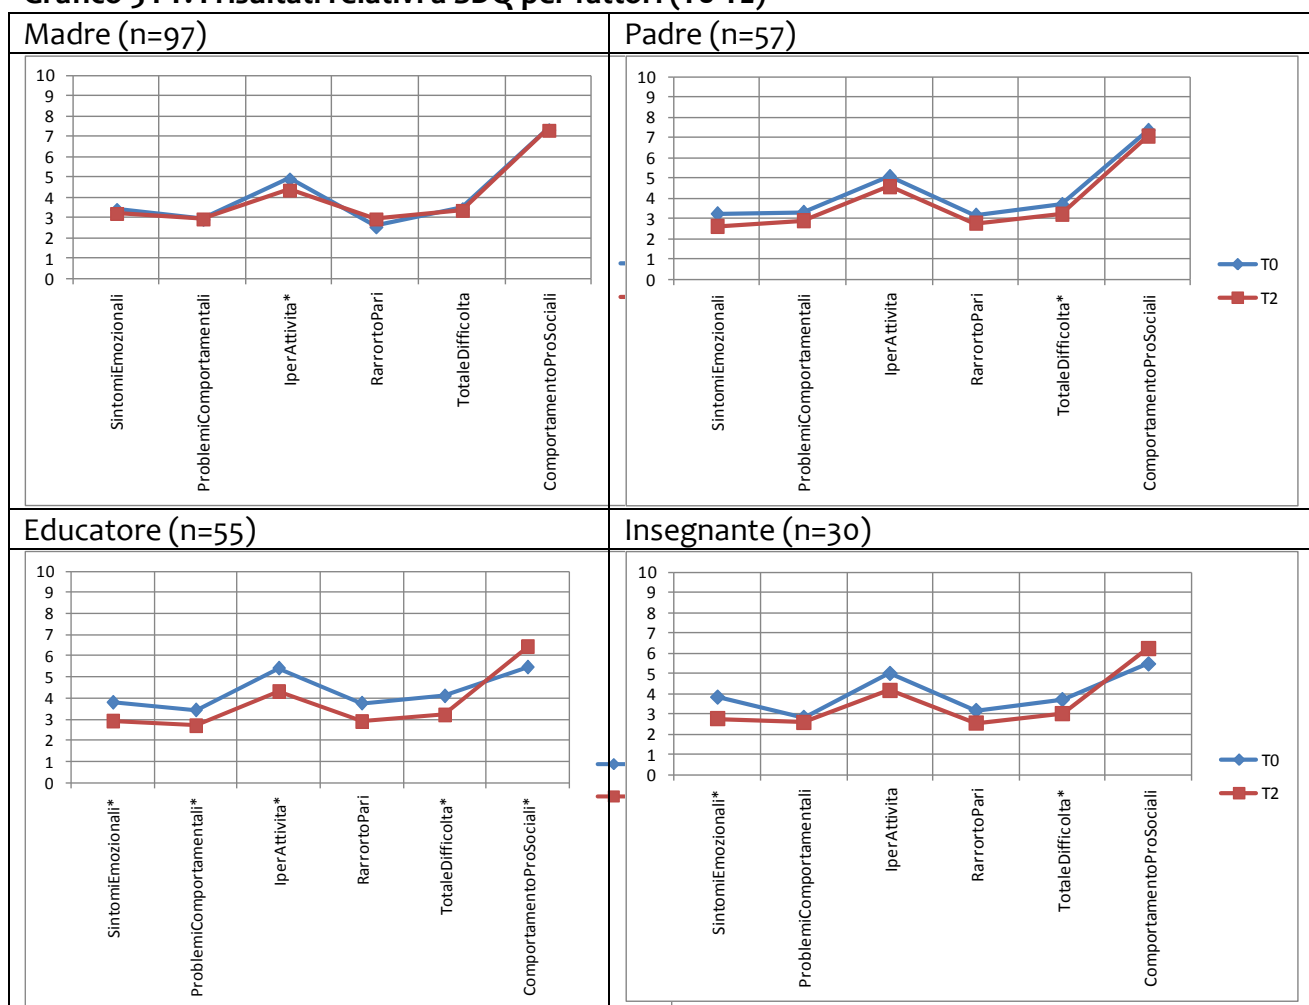 Madre (n=97)
Padre (n=57)
10
9
8
7
6
5
4
3
2
1
0
SintomiEmozionali
ProblemiComportamentali
IperAttivita*
RarrortoPari
TotaleDifficolta
ComportamentoProSociali
10
9
8
7
6
5
4
3
2
1
0
SintomiEmozionali
ProblemiComportamentali
IperAttivita
RarrortoPari
TotaleDifficolta*
ComportamentoProSociali
T0
T2
Educatore (n=55)
Insegnante (n=30)
10
9
8
7
6
5
4
3
2
1
0
SintomiEmozionali*
ProblemiComportamentali*
IperAttivita*
RarrortoPari
TotaleDifficolta*
ComportamentoProSociali*
10
9
8
7
6
5
4
3
2
1
0
SintomiEmozionali*
ProblemiComportamentali
IperAttivita
RarrortoPari
TotaleDifficolta*
ComportamentoProSociali
T0
T2